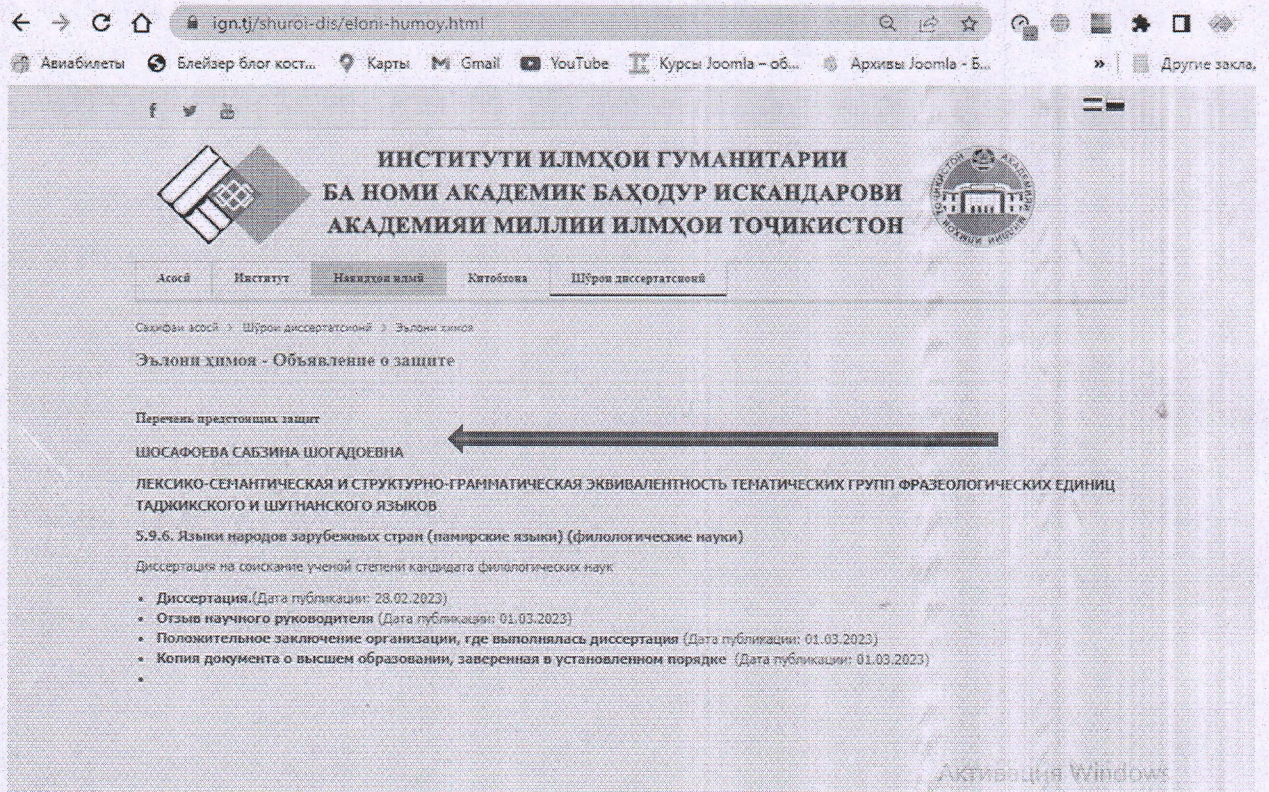 ign.tj/shuroi-dis/eloni-humoy.html
Авиабилеты Блейзер блог кост... Карты Gmail YouTube Курсы Joomla – об... Архивы Joomla - Б... » Другие закла,
ИНСТИТУТИ ИЛМҲОИ ГУМАНИТАРИИ
БА НОМИ АКАДЕМИК БАҲОДУР ИСКАНДАРОВИ
АКАДЕМИЯИ МИЛЛИИ ИЛМҲОИ ТОҶИКИСТОН
Асосӣ Институт Нақидҳои илмӣ Китобхона Шӯрои диссертатсионӣ
Саҳифаи асосӣ > Шӯрои диссертатсионӣ > Эълони ҳимоя
Эълони ҳимоя - Объявление о защите
Перечень предстоящих защит
ШОСАФОЕВА САБЗИНА ШОГАДОЕВНА
ЛЕКСИКО-СЕМАНТИЧЕСКАЯ И СТРУКТУРНО-ГРАММАТИЧЕСКАЯ ЭКВИВАЛЕНТНОСТЬ ТЕМАТИЧЕСКИХ ГРУПП ФРАЗЕОЛОГИЧЕСКИХ ЕДИНИЦ
ТАДЖИКСКОГО И ШУГНАНСКОГО ЯЗЫКОВ
5.9.6. Языки народов зарубежных стран (памирские языки) (филологические науки)
Диссертация на соискание ученой степени кандидата филологических наук
• Диссертация.(Дата публикации: 28.02.2023)
• Отзыв научного руководителя (Дата публикации: 01.03.2023)
• Положительное заключение организации, где выполнялась диссертация (Дата публикации: 01.03.2023)
• Копия документа о высшем образовании, заверенная в установленном порядке (Дата публикации: 01.03.2023)
•
Активация Windows